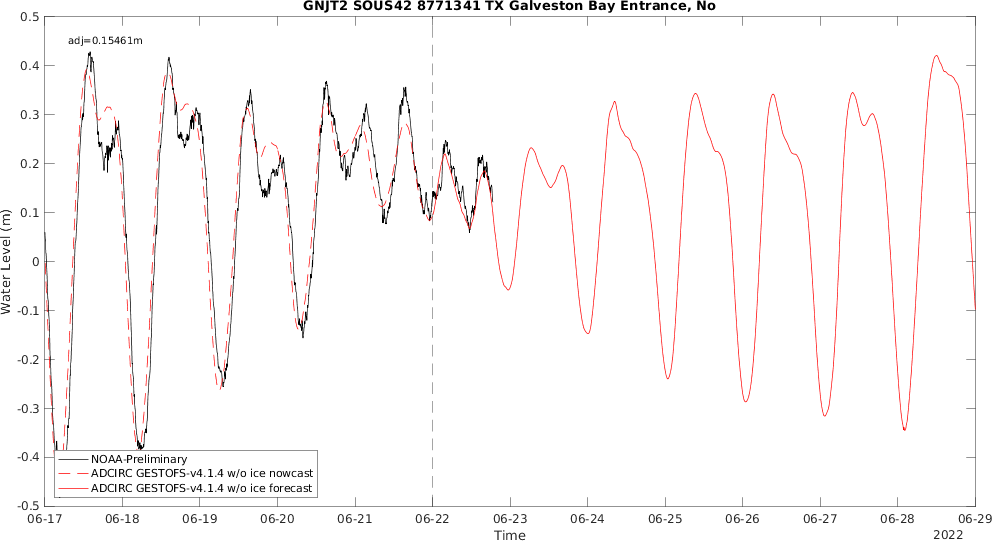 GNJT2 SOUS42 8771341 TX Galveston Bay Entrance, No
adj=0.15461m
0.5
0.4
0.3
0.2
0.1
0
-0.1
-0.2
-0.3
-0.4
-0.5
Water Level (m)
NOAA-Preliminary
ADCIRC GESTOFS-v4.1.4 w/o ice nowcast
ADCIRC GESTOFS-v4.1.4 w/o ice forecast
06-17 06-18 06-19 06-20 06-21 06-22 06-23 06-24 06-25 06-26 06-27 06-28 06-29
Time
2022